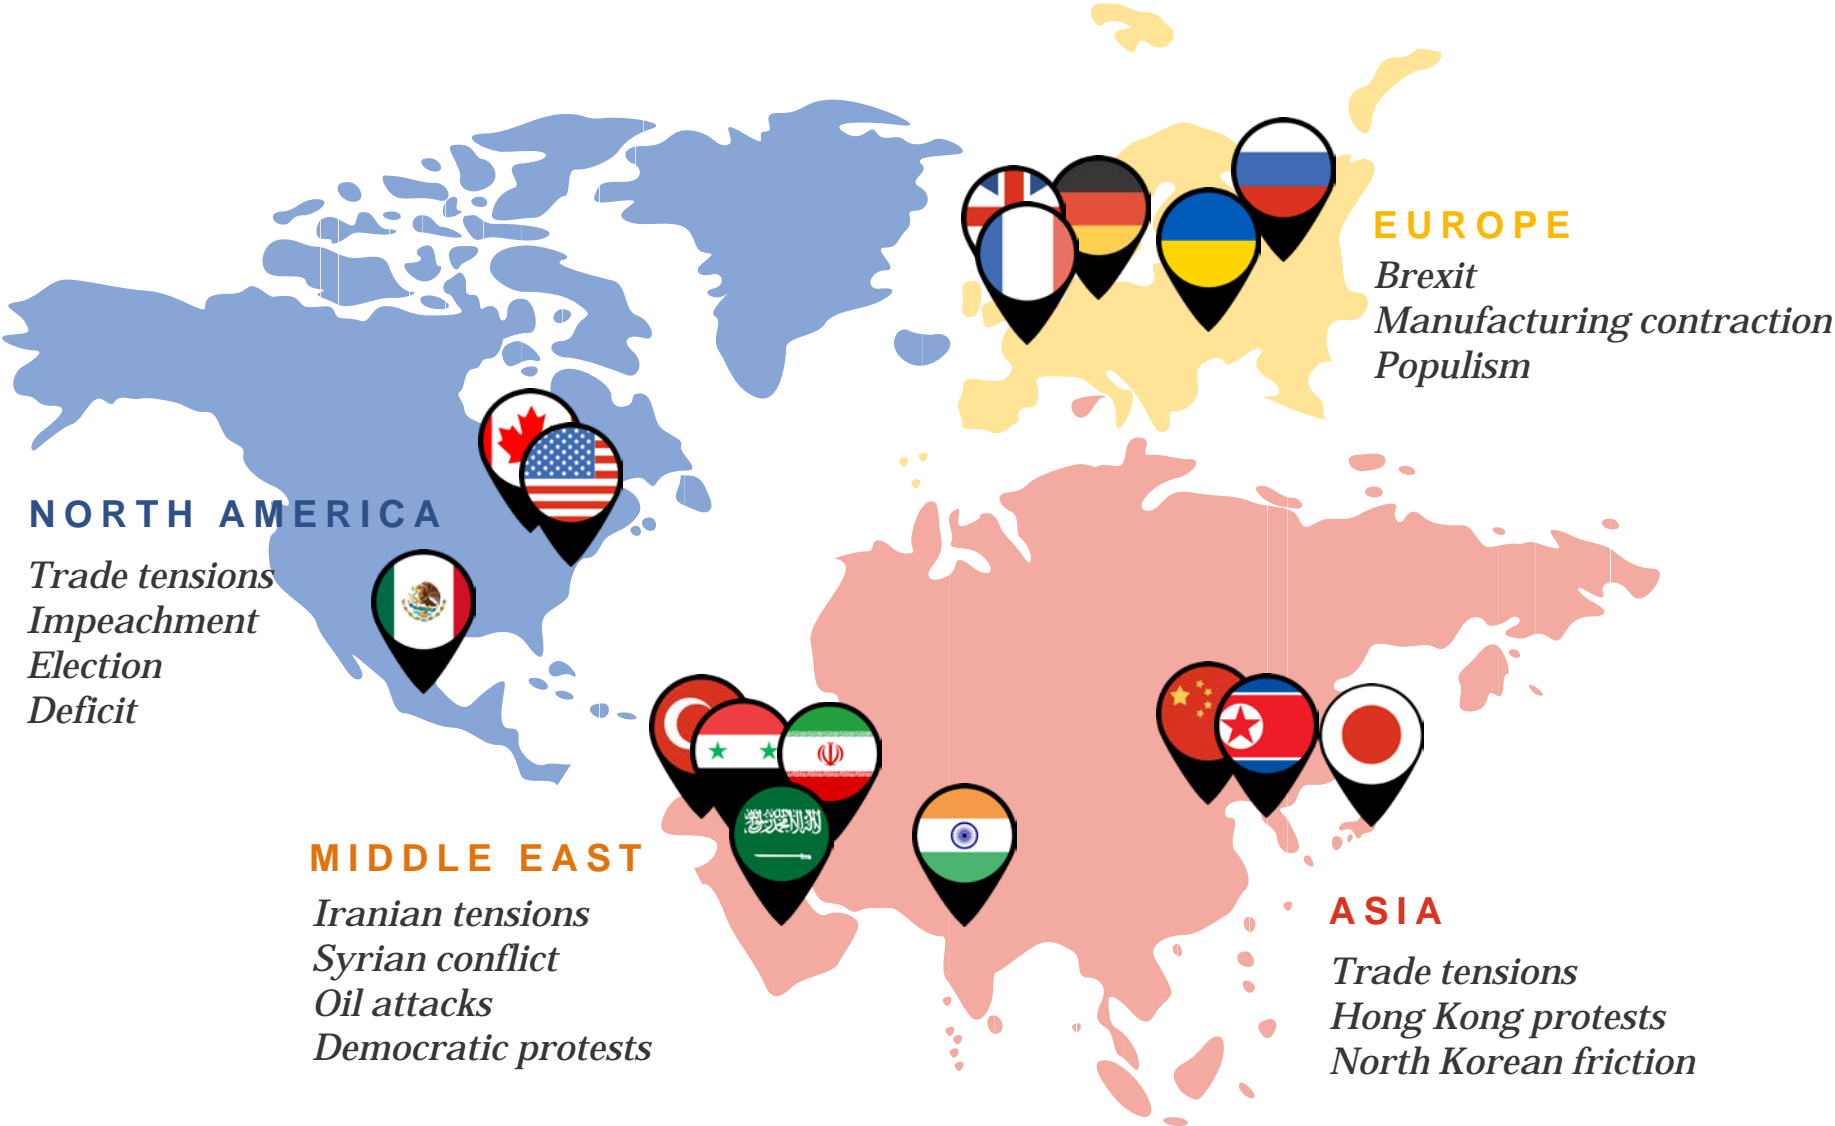 EUROPE
Brexit
Manufacturing contraction
Populism
NORTH AMERICA
Trade tensions
Impeachment
Election
Deficit
MIDDLE EAST
Iranian tensions
Syrian conflict
Oil attacks
Democratic protests
ASIA
Trade tensions
Hong Kong protests
North Korean friction